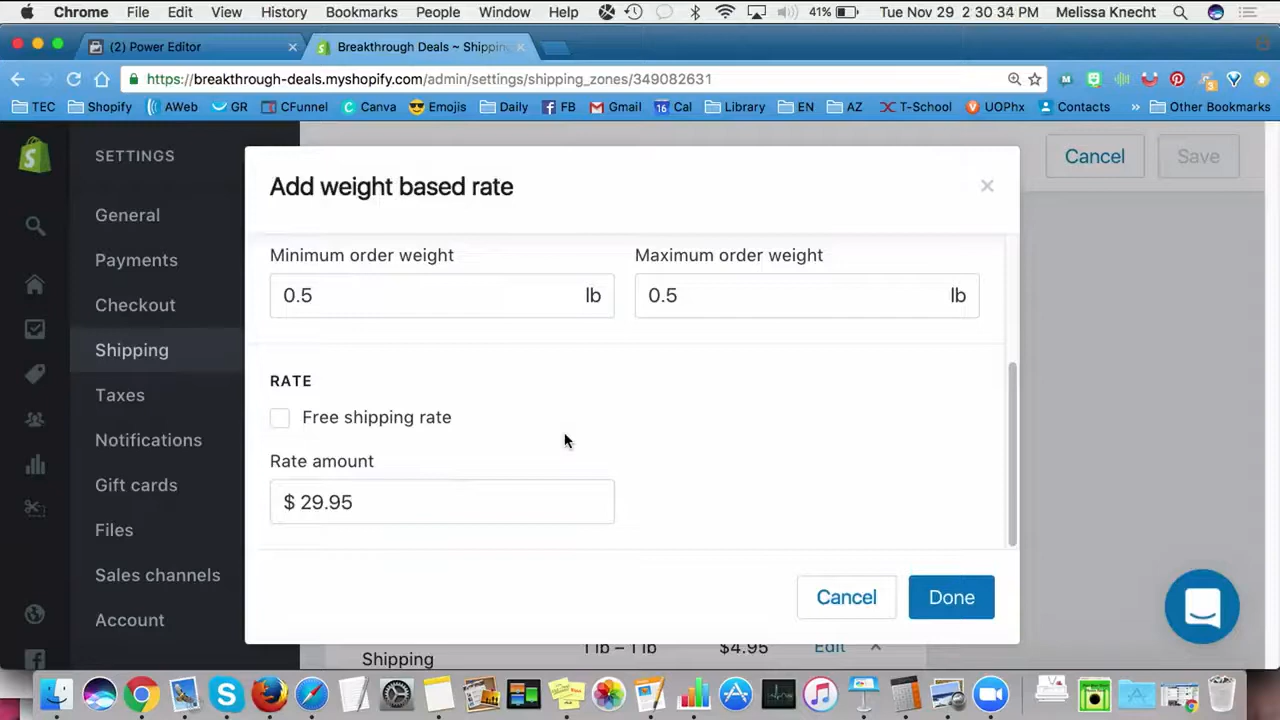 Chrome File Edit View History Bookmarks People Window Help 41% Tue Nov 29 2:30:34 PM Melissa Knecht
(2) Power Editor × Breakthrough Deals ~ Shipping ×
https://breakthrough-deals.myshopify.com/admin/settings/shipping_zones/349082631
TEC Shopify AWeb GR CFunnel Canva Emojis Daily FB Gmail 16 Cal Library EN AZ T-School UOPhx Contacts » Other Bookmarks
SETTINGS
General
Payments
Checkout
Shipping
Taxes
Notifications
Gift cards
Files
Sales channels
Account
Cancel Save
Add weight based rate ×
Minimum order weight Maximum order weight
0.5 lb 0.5 lb
RATE
Free shipping rate
Rate amount
$ 29.95
Cancel Done
Shipping 1 lb – 1 lb $4.95 Edit